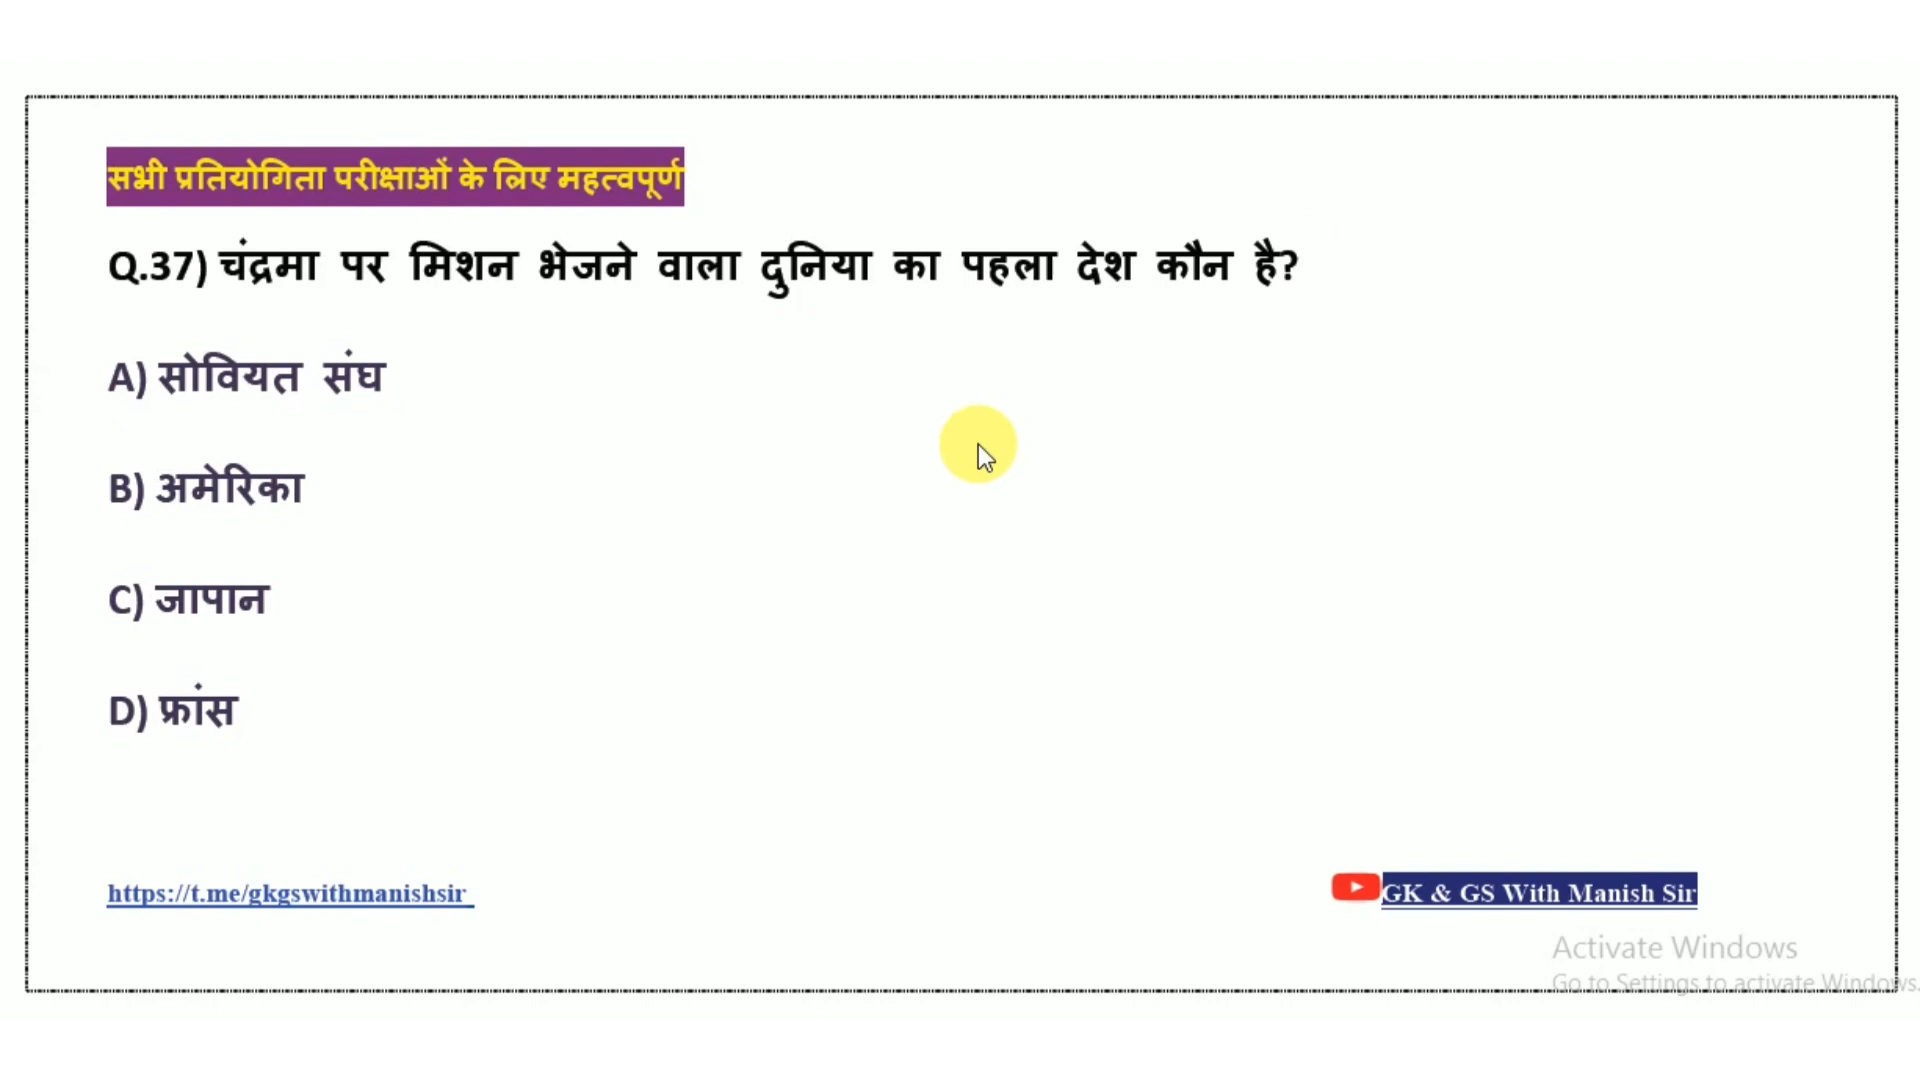 सभी प्रतियोगिता परीक्षाओं के लिए महत्वपूर्ण
Q.37) चंद्रमा पर मिशन भेजने वाला दुनिया का पहला देश कौन है?
A) सोवियत संघ
B) अमेरिका
C) जापान
D) फ्रांस
https://t.me/gkgswithmanishsir
GK & GS With Manish Sir
Activate Windows
Go to Settings to activate Windows.